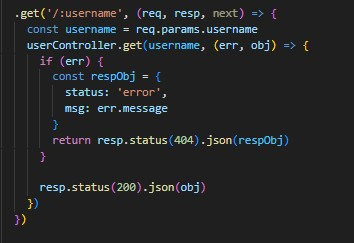 .get('/:username', (req, resp, next) => {
const username = req.params.username
userController.get(username, (err, obj) => {
if (err) {
const respObj = {
status: 'error',
msg: err.message
}
return resp.status(404).json(respObj)
}
resp.status(200).json(obj)
})
})